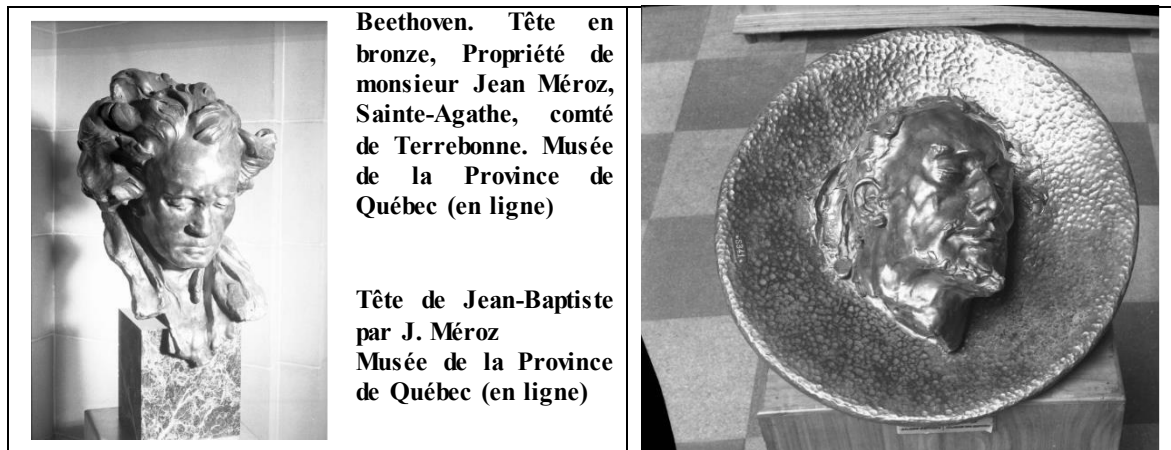 Beethoven. Tête en
bronze, Propriété de
monsieur Jean Méroz,
Sainte-Agathe, comté
de Terrebonne. Musée
de la Province de
Québec (en ligne)
Tête de Jean-Baptiste
par J. Méroz
Musée de la Province
de Québec (en ligne)